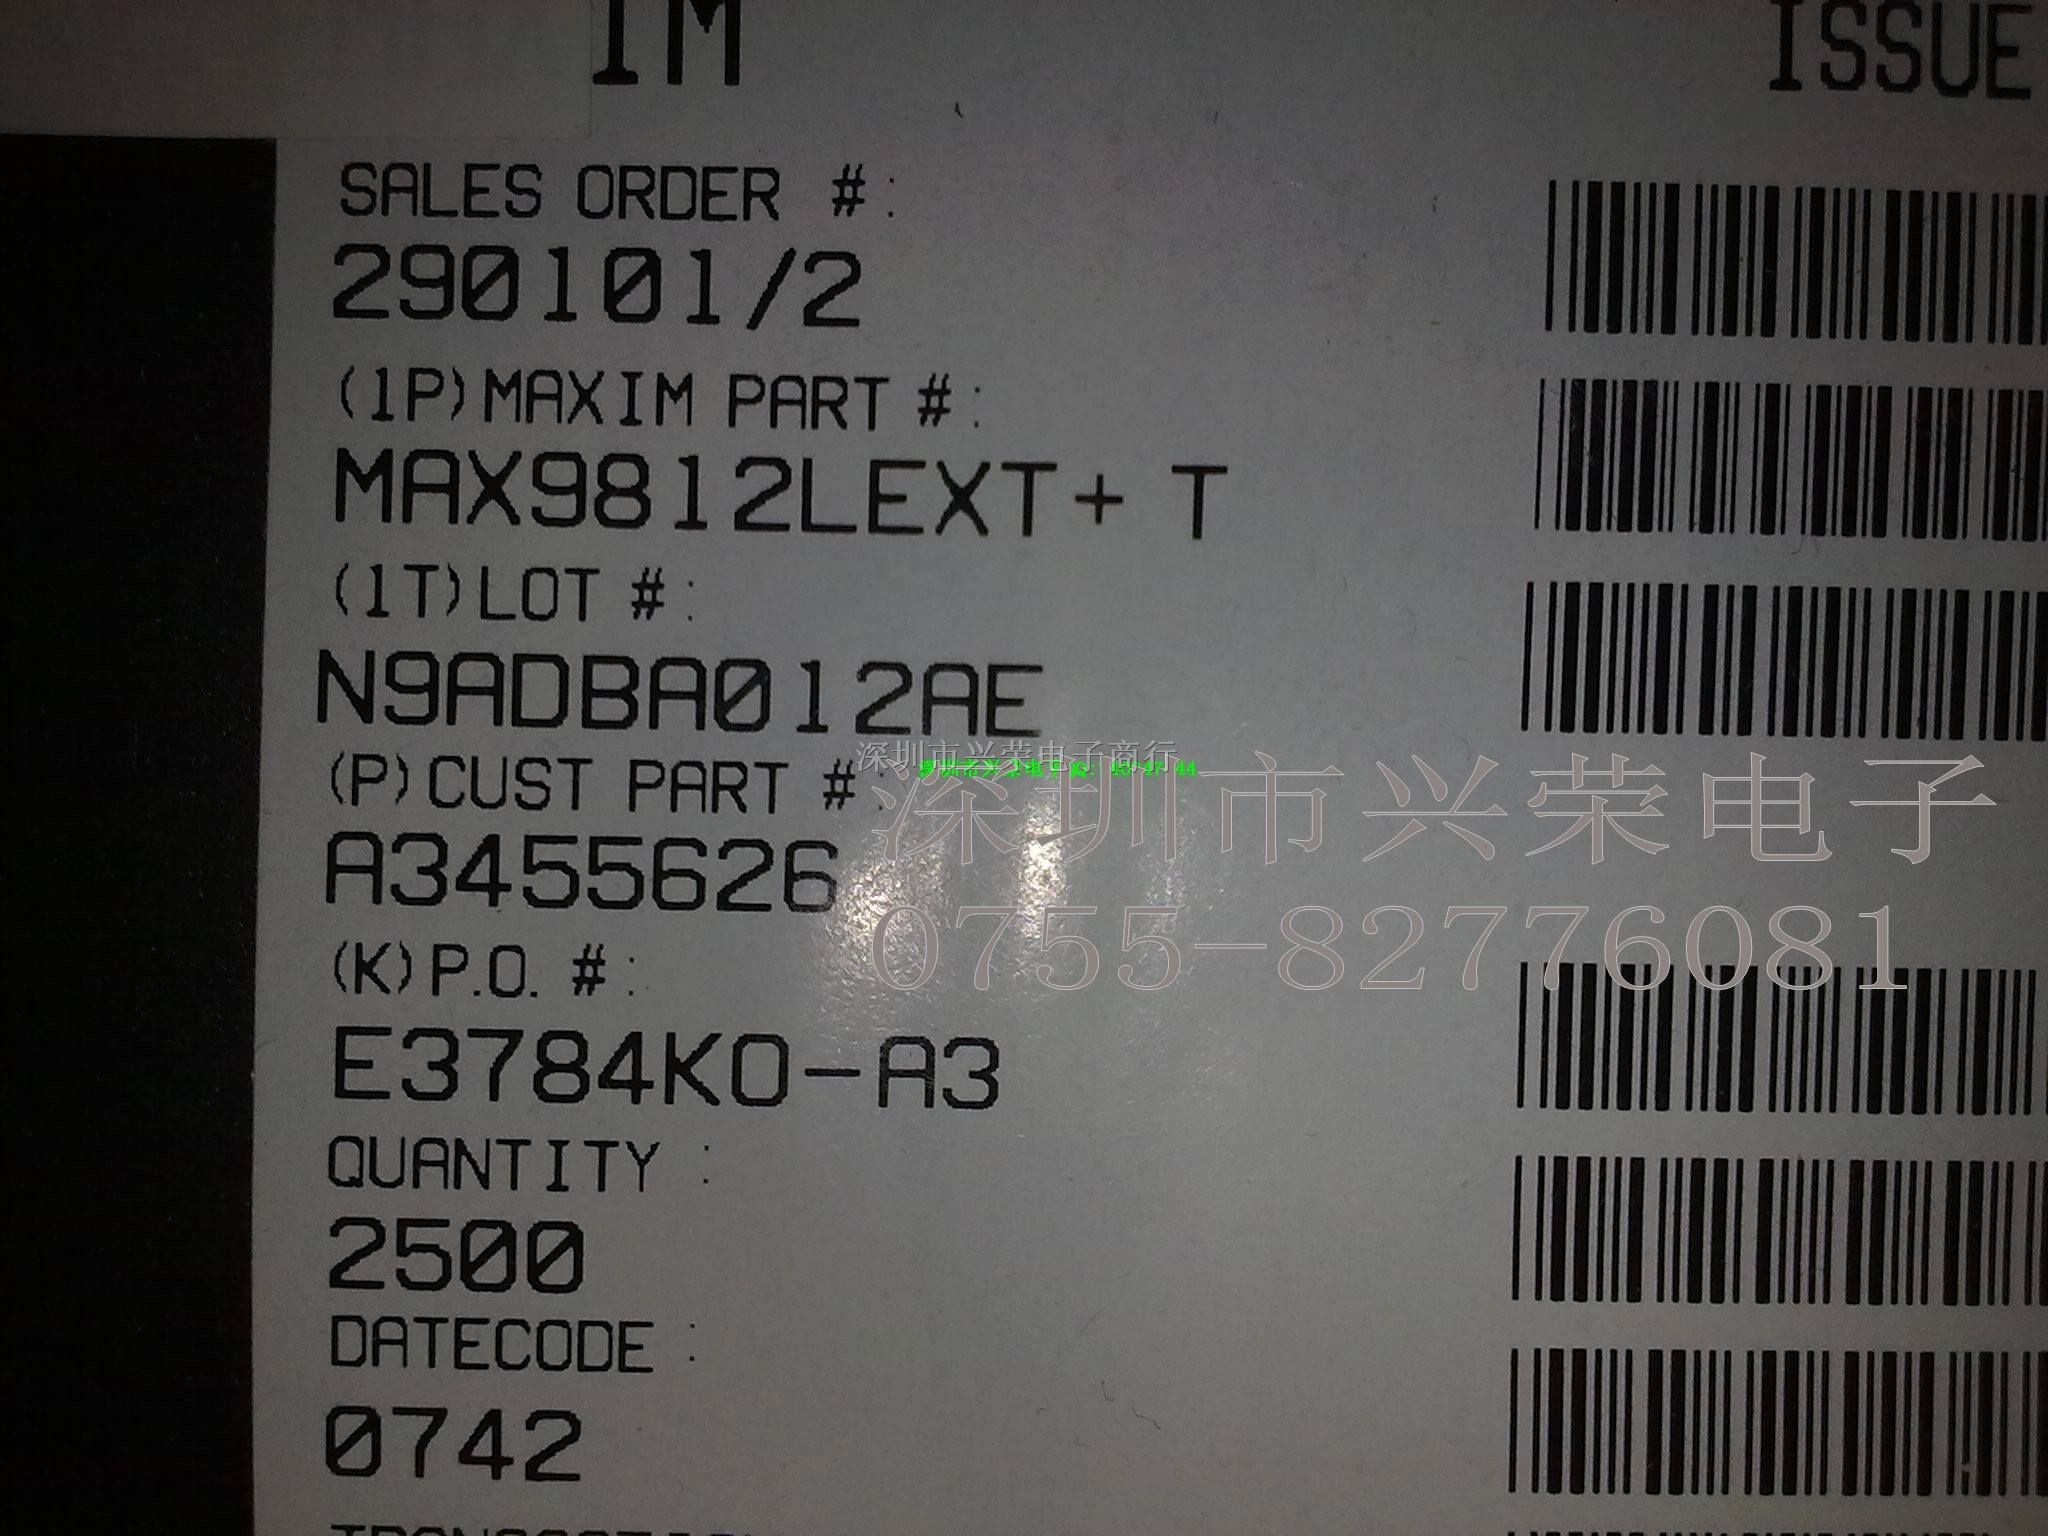 IM
ISSUE
SALES ORDER #:
290101/2
(1P)MAXIM PART #:
MAX9812LEXT+ T
(1T)LOT #:
N9ADBA012AE
深圳市兴荣电子商行
(P)CUST PART #:
深圳市兴荣电子
A3455626
0755-82776081
(K)P.O. #:
E3784KO-A3
QUANTITY :
2500
DATECODE :
0742